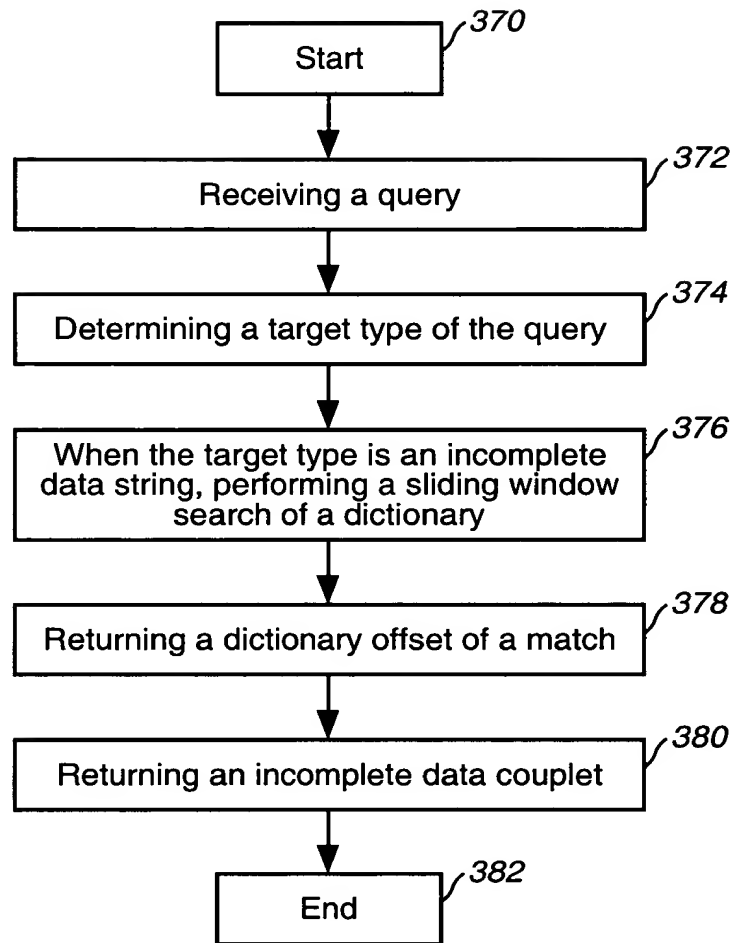 370
Start
372
Receiving a query
374
Determining a target type of the query
376
When the target type is an incomplete
data string, performing a sliding window
search of a dictionary
378
Returning a dictionary offset of a match
380
Returning an incomplete data couplet
382
End